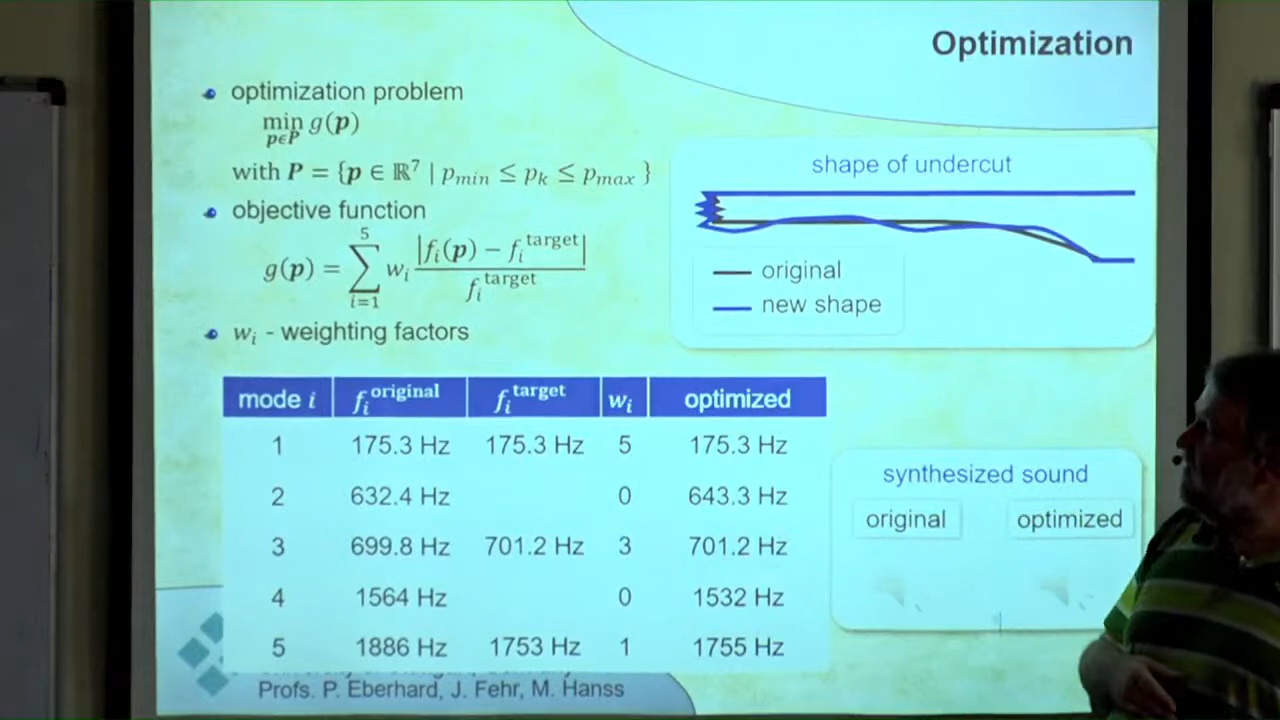 Optimization
optimization problem
min g(p)
p∈P
with P = {p ∈ ℝ⁷ | p_min ≤ p_k ≤ p_max }
objective function
g(p) = ∑_{i=1}^{5} w_i |f_i(p) − f_i^target| / f_i^target
w_i - weighting factors
shape of undercut
original
new shape
mode i f_i^original f_i^target w_i optimized
1 175.3 Hz 175.3 Hz 5 175.3 Hz
2 632.4 Hz 0 643.3 Hz
3 699.8 Hz 701.2 Hz 3 701.2 Hz
4 1564 Hz 0 1532 Hz
5 1886 Hz 1753 Hz 1 1755 Hz
synthesized sound
original optimized
Profs. P. Eberhard, J. Fehr, M. Hanss